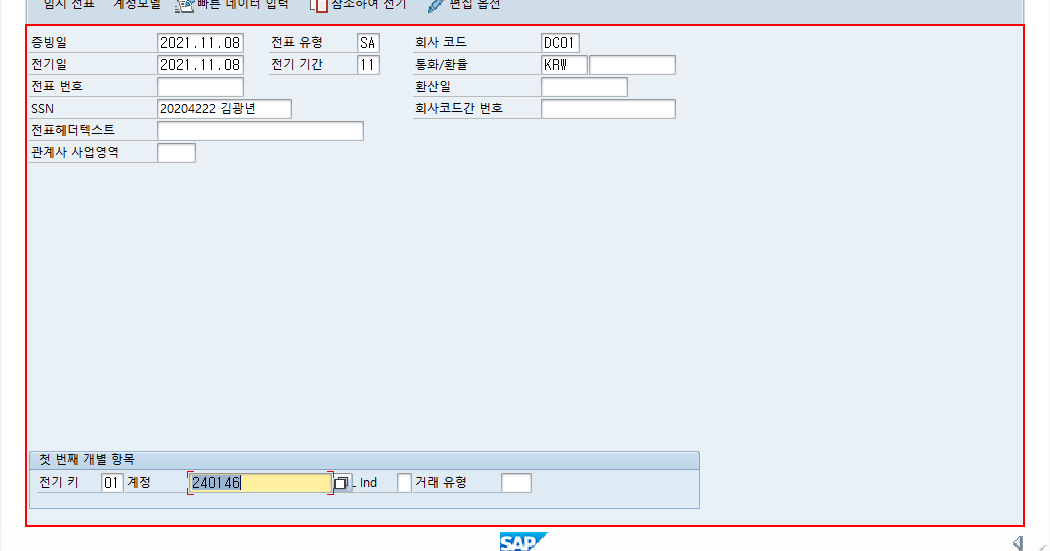 임시 전표 계정모델 빠른 데이터 입력 참조하여 전기 편집 옵션
증빙일 2021.11.08 전표 유형 SA 회사 코드 DC01
전기일 2021.11.08 전기 기간 11 통화/환율 KRW
전표 번호 환산일
SSN 20204222 김광년 회사코드간 번호
전표헤더텍스트
관계사 사업영역
첫 번째 개별 항목
전기 키 01 계정 240146 L Ind 거래 유형
SAP